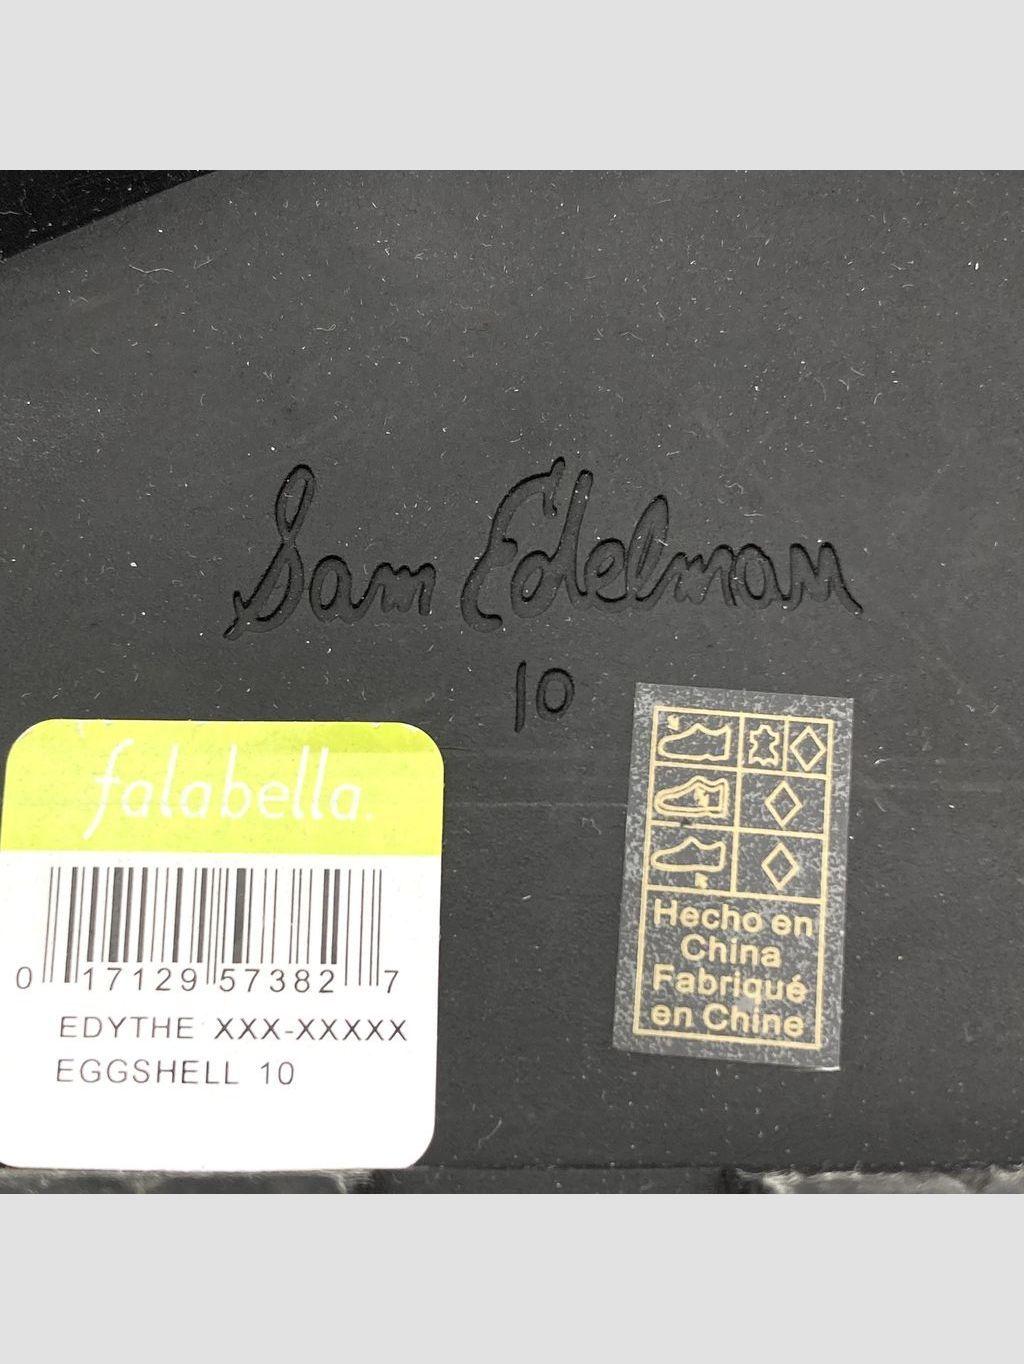 Sam Edelman
10
falabella.
0 17129 57382 7
EDYTHE XXX-XXXXX
EGGSHELL 10
Hecho en
China
Fabriqué
en Chine